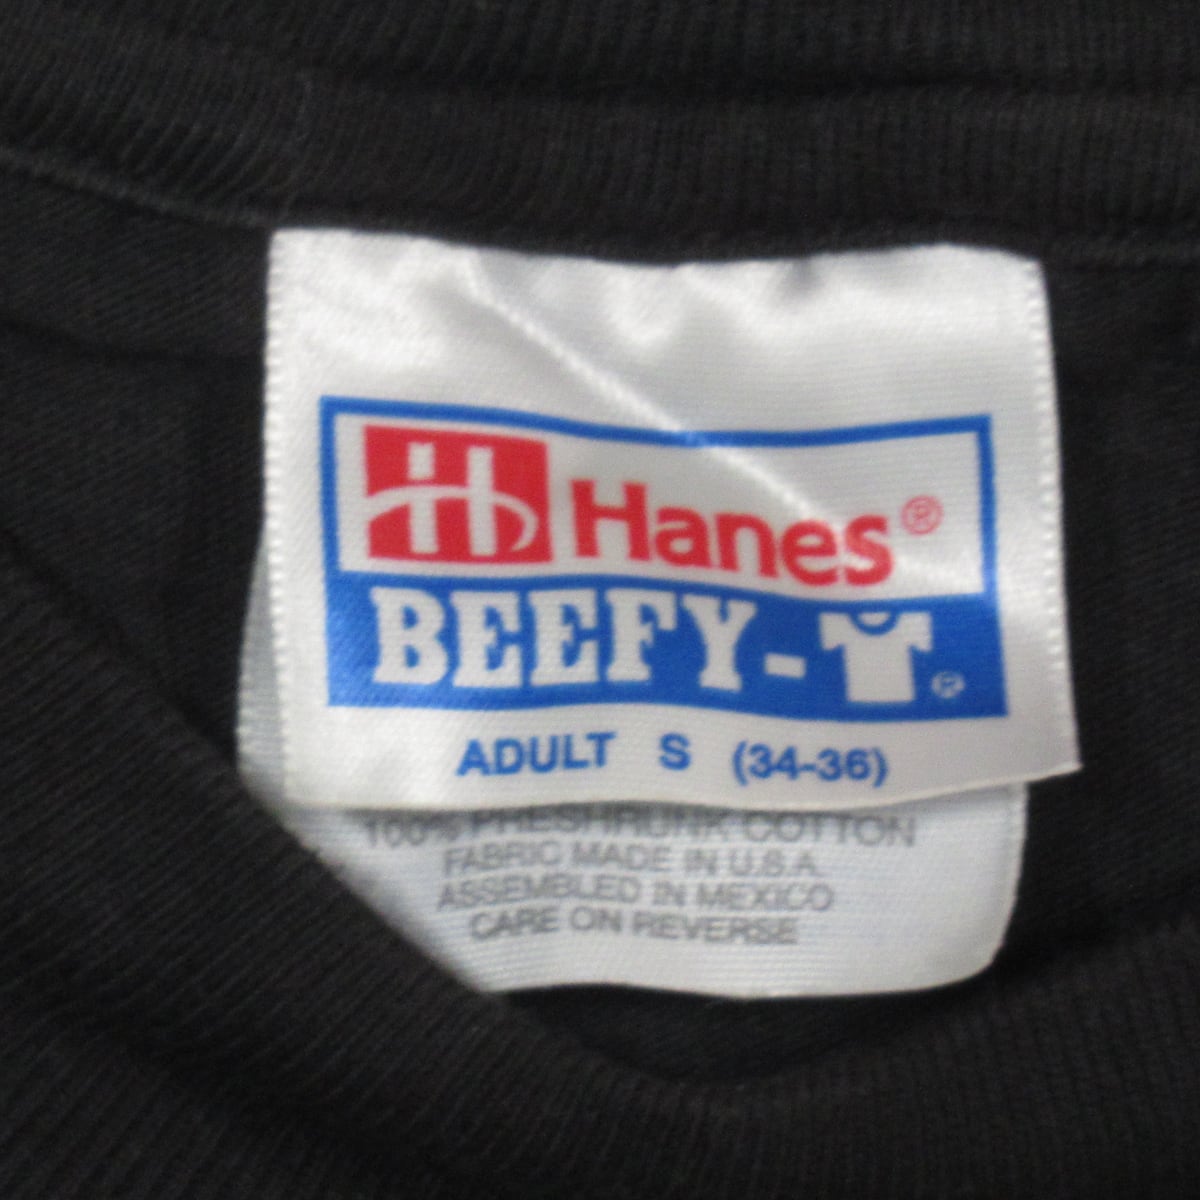 H Hanes®
BEEFY-T®
ADULT S (34-36)
100% PRESHRUNK COTTON
FABRIC MADE IN U.S.A.
ASSEMBLED IN MEXICO
CARE ON REVERSE